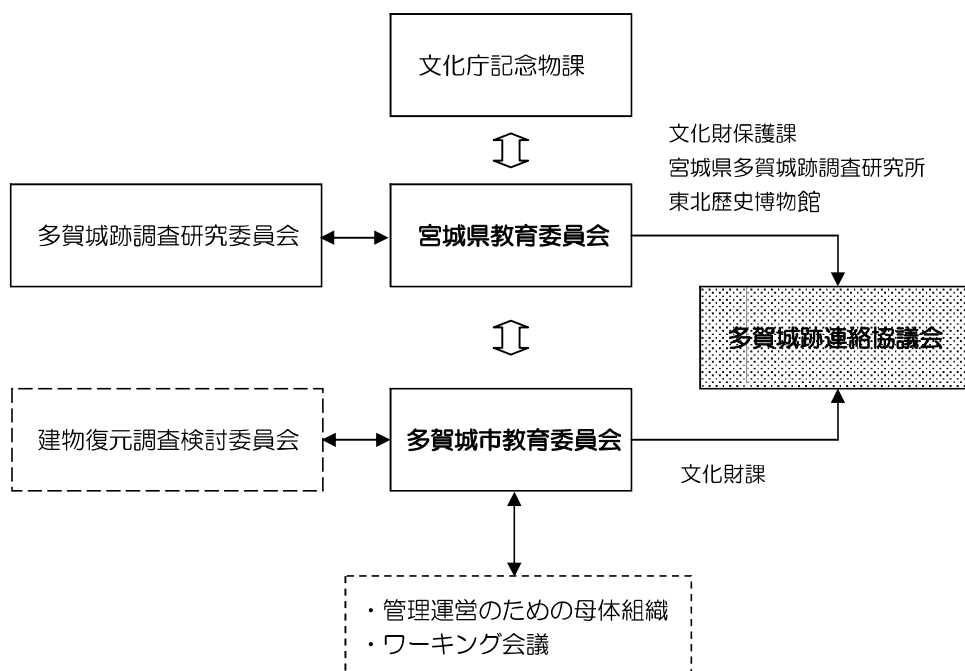 文化庁記念物課
文化財保護課
宮城県多賀城跡調査研究所
東北歴史博物館
多賀城跡調査研究委員会
宮城県教育委員会
多賀城跡連絡協議会
建物復元調査検討委員会
多賀城市教育委員会
文化財課
・管理運営のための母体組織
・ワーキング会議